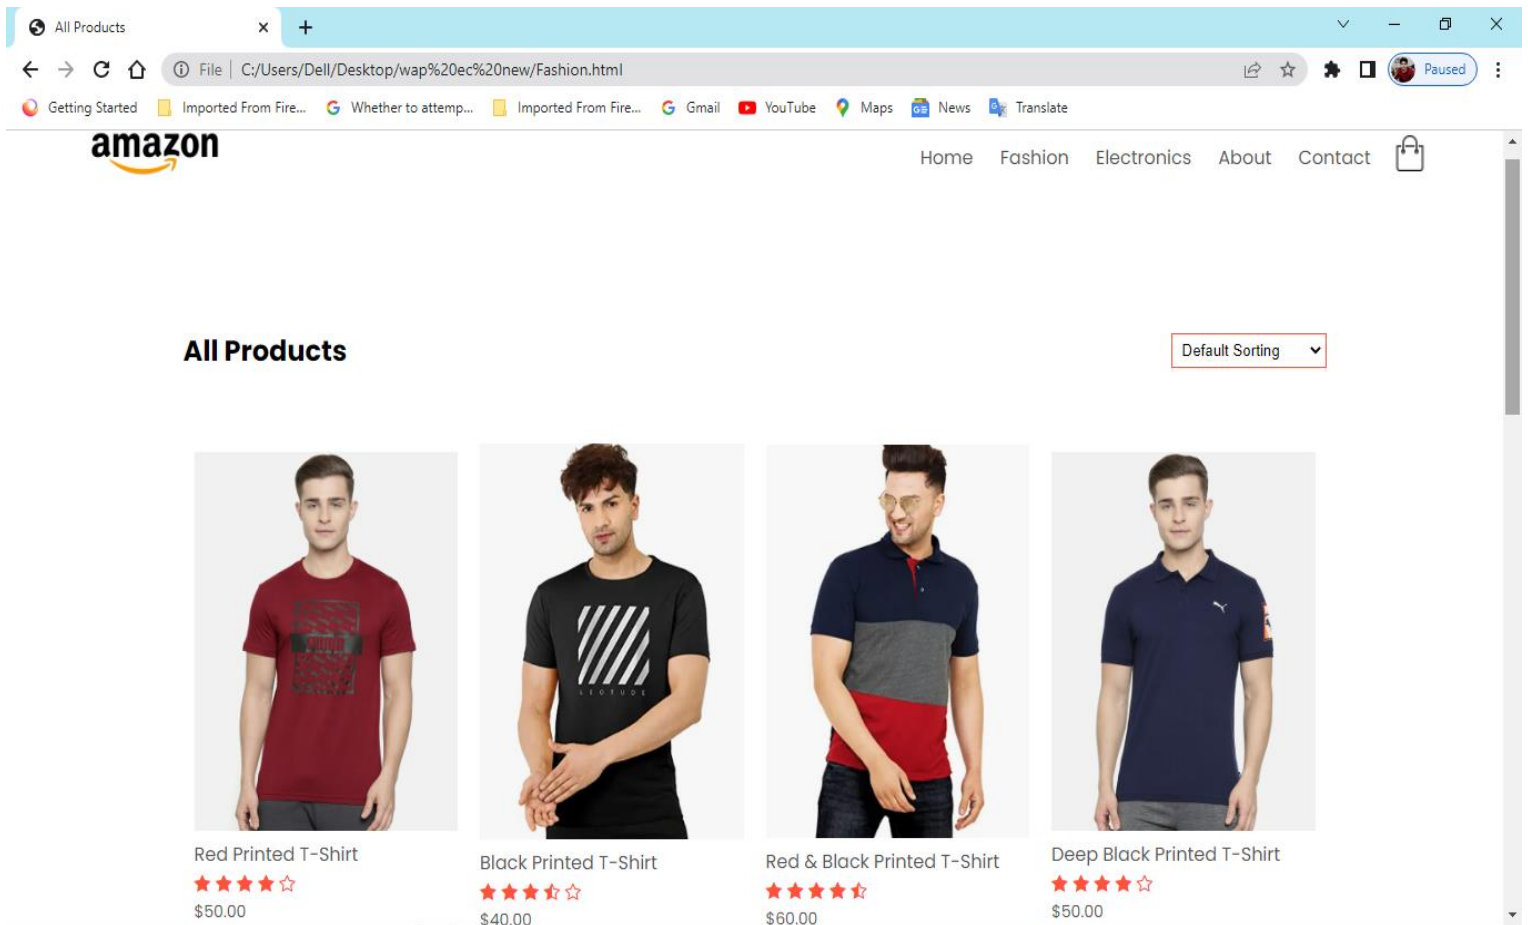 All Products
File | C:/Users/Dell/Desktop/wap%20ec%20new/Fashion.html
Paused
Getting Started Imported From Fire... Whether to attemp... Imported From Fire... Gmail YouTube Maps News Translate
amazon
Home Fashion Electronics About Contact
All Products
Default Sorting
PUMA
LEOTUDE
Red Printed T-Shirt
$50.00
Black Printed T-Shirt
$40.00
Red & Black Printed T-Shirt
$60.00
Deep Black Printed T-Shirt
$50.00